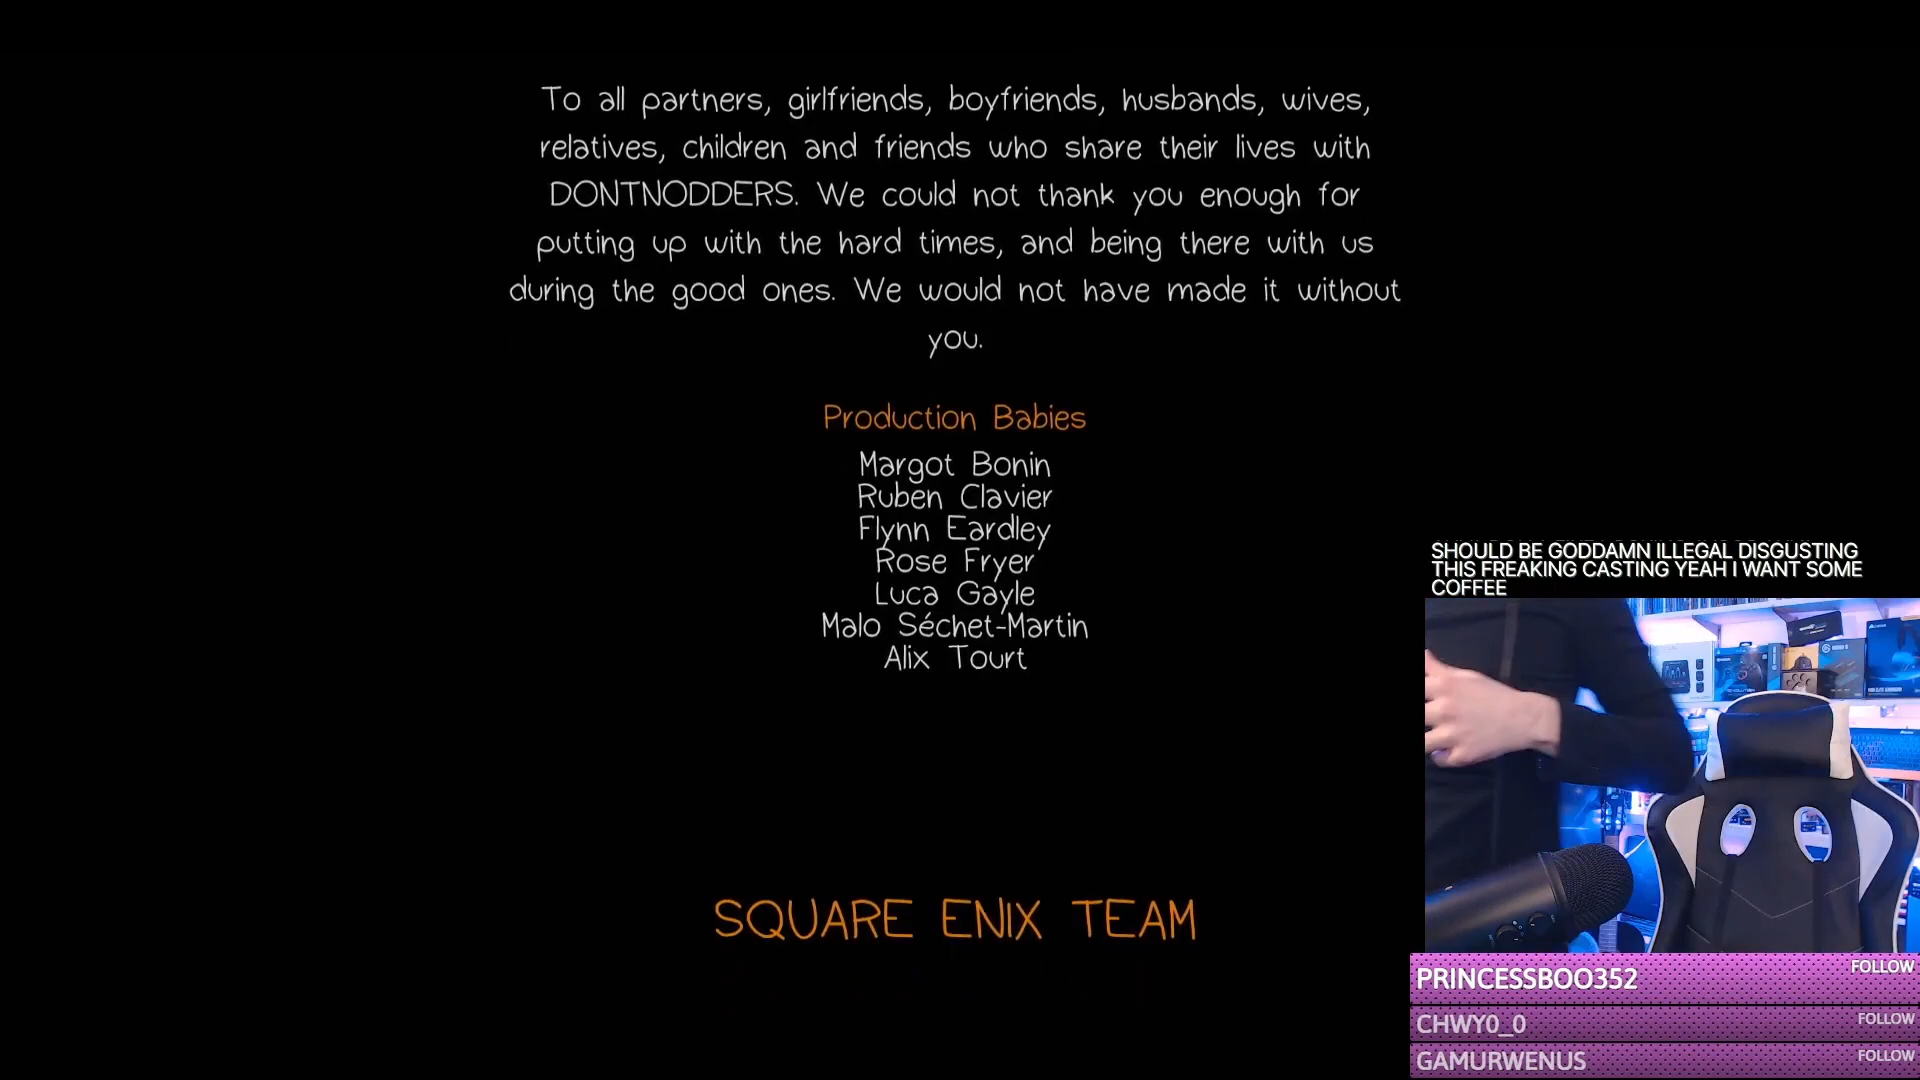 To all partners, girlfriends, boyfriends, husbands, wives,
relatives, children and friends who share their lives with
DONTNODDERS. We could not thank you enough for
putting up with the hard times, and being there with us
during the good ones. We would not have made it without
you.
Production Babies
Margot Bonin
Ruben Clavier
Flynn Eardley
Rose Fryer
Luca Gayle
Malo Séchet-Martin
Alix Tourt
SQUARE ENIX TEAM
SHOULD BE GODDAMN ILLEGAL DISGUSTING
THIS FREAKING CASTING YEAH I WANT SOME
COFFEE
PRINCESSBOO352 FOLLOW
CHWY0_0 FOLLOW
GAMURWENUS FOLLOW